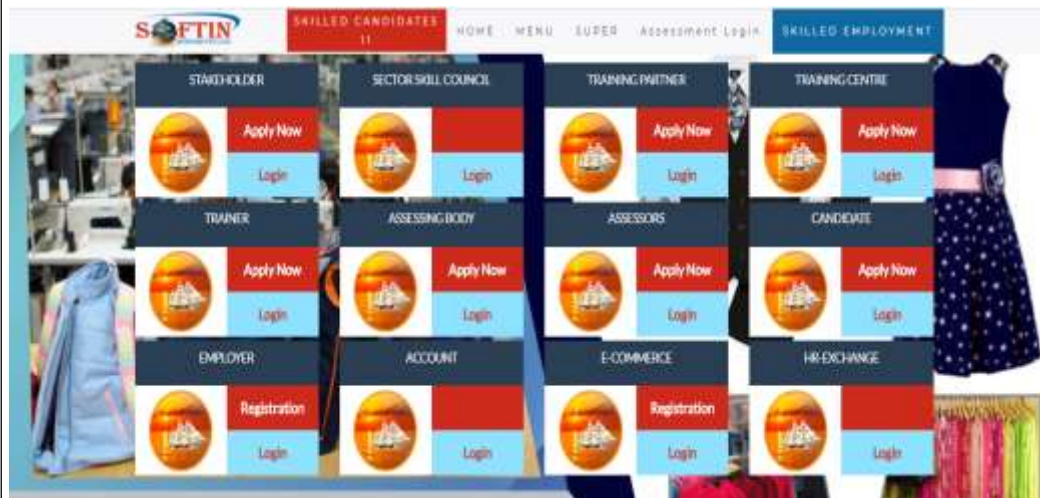 SOFTIN
SKILLED CANDIDATES
11
HOME MENU SUPER Assessment Login SKILLED EMPLOYMENT
STAKEHOLDER SECTOR SKILL COUNCIL TRAINING PARTNER TRAINING CENTRE
Apply Now Apply Now Apply Now
Login Login Login Login
TRAINER ASSESSING BODY ASSESSORS CANDIDATE
Apply Now Apply Now Apply Now Apply Now
Login Login Login Login
EMPLOYER ACCOUNT E-COMMERCE HR-EXCHANGE
Registration Registration
Login Login Login Login